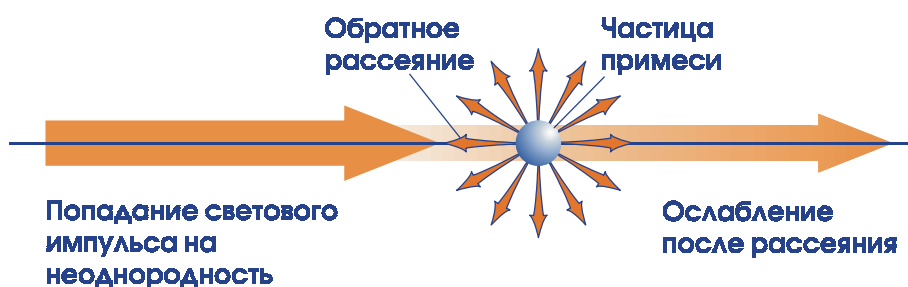 Обратное
рассеяние
Частица
примеси
Попадание светового
импульса на
неоднородность
Ослабление
после рассеяния